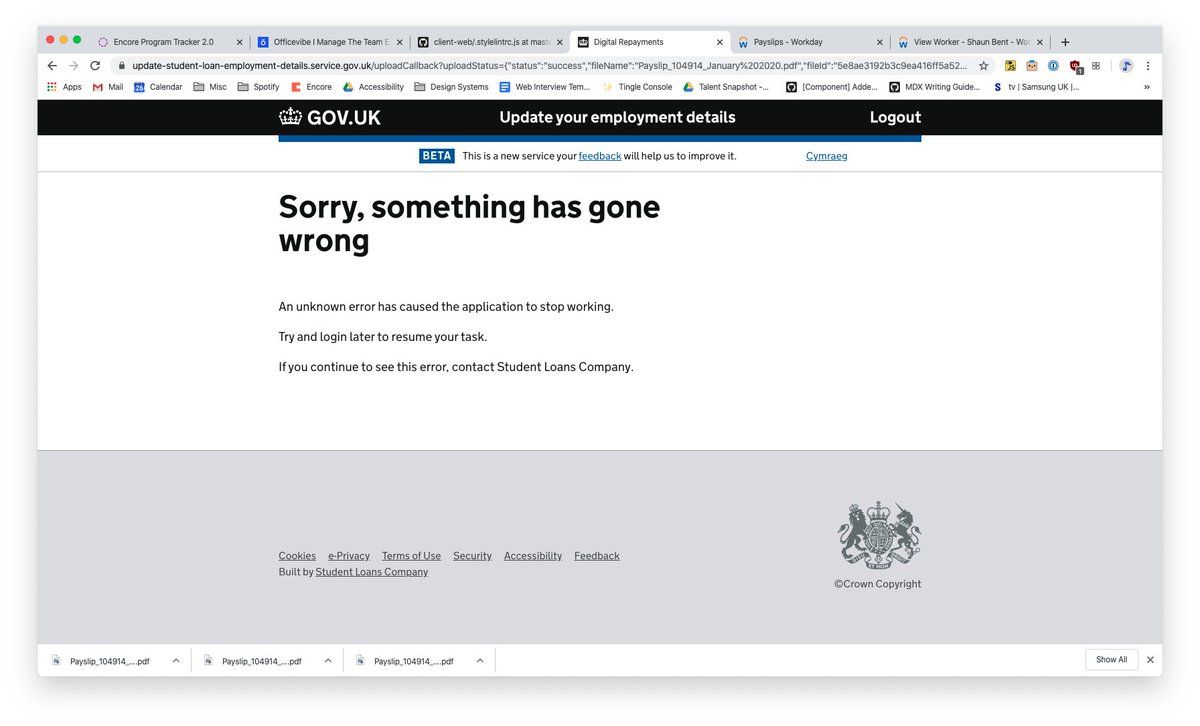 Encore Program Tracker 2.0
Officevibe I Manage The Team E
client-web/.stylelintrc.js at maste
Digital Repayments
Payslips - Workday
View Worker - Shaun Bent - Wor
update-student-loan-employment-details.service.gov.uk/uploadCallback?uploadStatus={"status":"success","fileName":"Payslip_104914_January%202020.pdf","fileId":"5e8ae3192b3c9ea416ff5a52...
Apps Mail 26 Calendar Misc Spotify Encore Accessibility Design Systems Web Interview Tem... Tingle Console Talent Snapshot -... [Component] Adde... MDX Writing Guide... S tv | Samsung UK |... »
GOV.UK Update your employment details Logout
BETA This is a new service your feedback will help us to improve it. Cymraeg
Sorry, something has gone
wrong
An unknown error has caused the application to stop working.
Try and login later to resume your task.
If you continue to see this error, contact Student Loans Company.
Cookies e-Privacy Terms of Use Security Accessibility Feedback
Built by Student Loans Company
©Crown Copyright
Payslip_104914_....pdf Payslip_104914_....pdf Payslip_104914_....pdf Show All